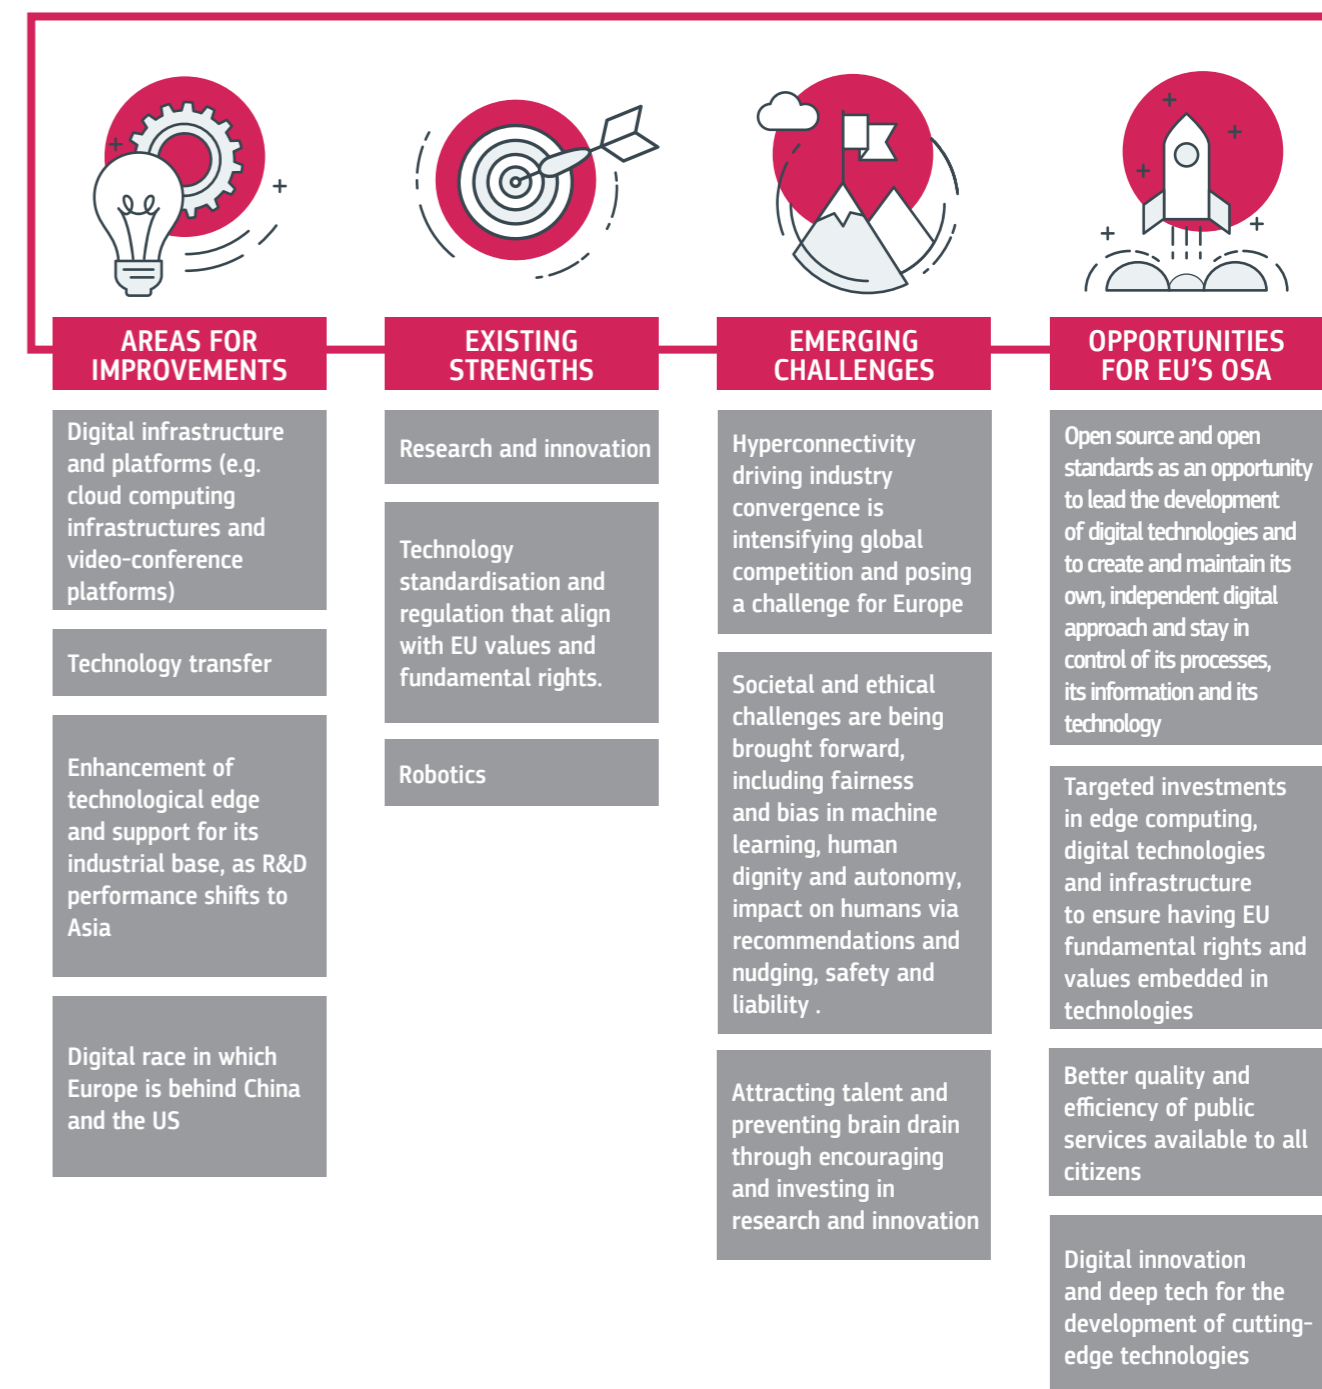 AREAS FOR
IMPROVEMENTS
Digital infrastructure
and platforms (e.g.
cloud computing
infrastructures and
video-conference
platforms)
Technology transfer
Enhancement of
technological edge
and support for its
industrial base, as R&D
performance shifts to
Asia
Digital race in which
Europe is behind China
and the US
EXISTING
STRENGTHS
Research and innovation
Technology
standardisation and
regulation that align
with EU values and
fundamental rights.
Robotics
EMERGING
CHALLENGES
Hyperconnectivity
driving industry
convergence is
intensifying global
competition and posing
a challenge for Europe
Societal and ethical
challenges are being
brought forward,
including fairness
and bias in machine
learning, human
dignity and autonomy,
impact on humans via
recommendations and
nudging, safety and
liability .
Attracting talent and
preventing brain drain
through encouraging
and investing in
research and innovation
OPPORTUNITIES
FOR EU'S OSA
Open source and open
standards as an opportunity
to lead the development
of digital technologies and
to create and maintain its
own, independent digital
approach and stay in
control of its processes,
its information and its
technology
Targeted investments
in edge computing,
digital technologies
and infrastructure
to ensure having EU
fundamental rights and
values embedded in
technologies
Better quality and
efficiency of public
services available to all
citizens
Digital innovation
and deep tech for the
development of cutting-
edge technologies